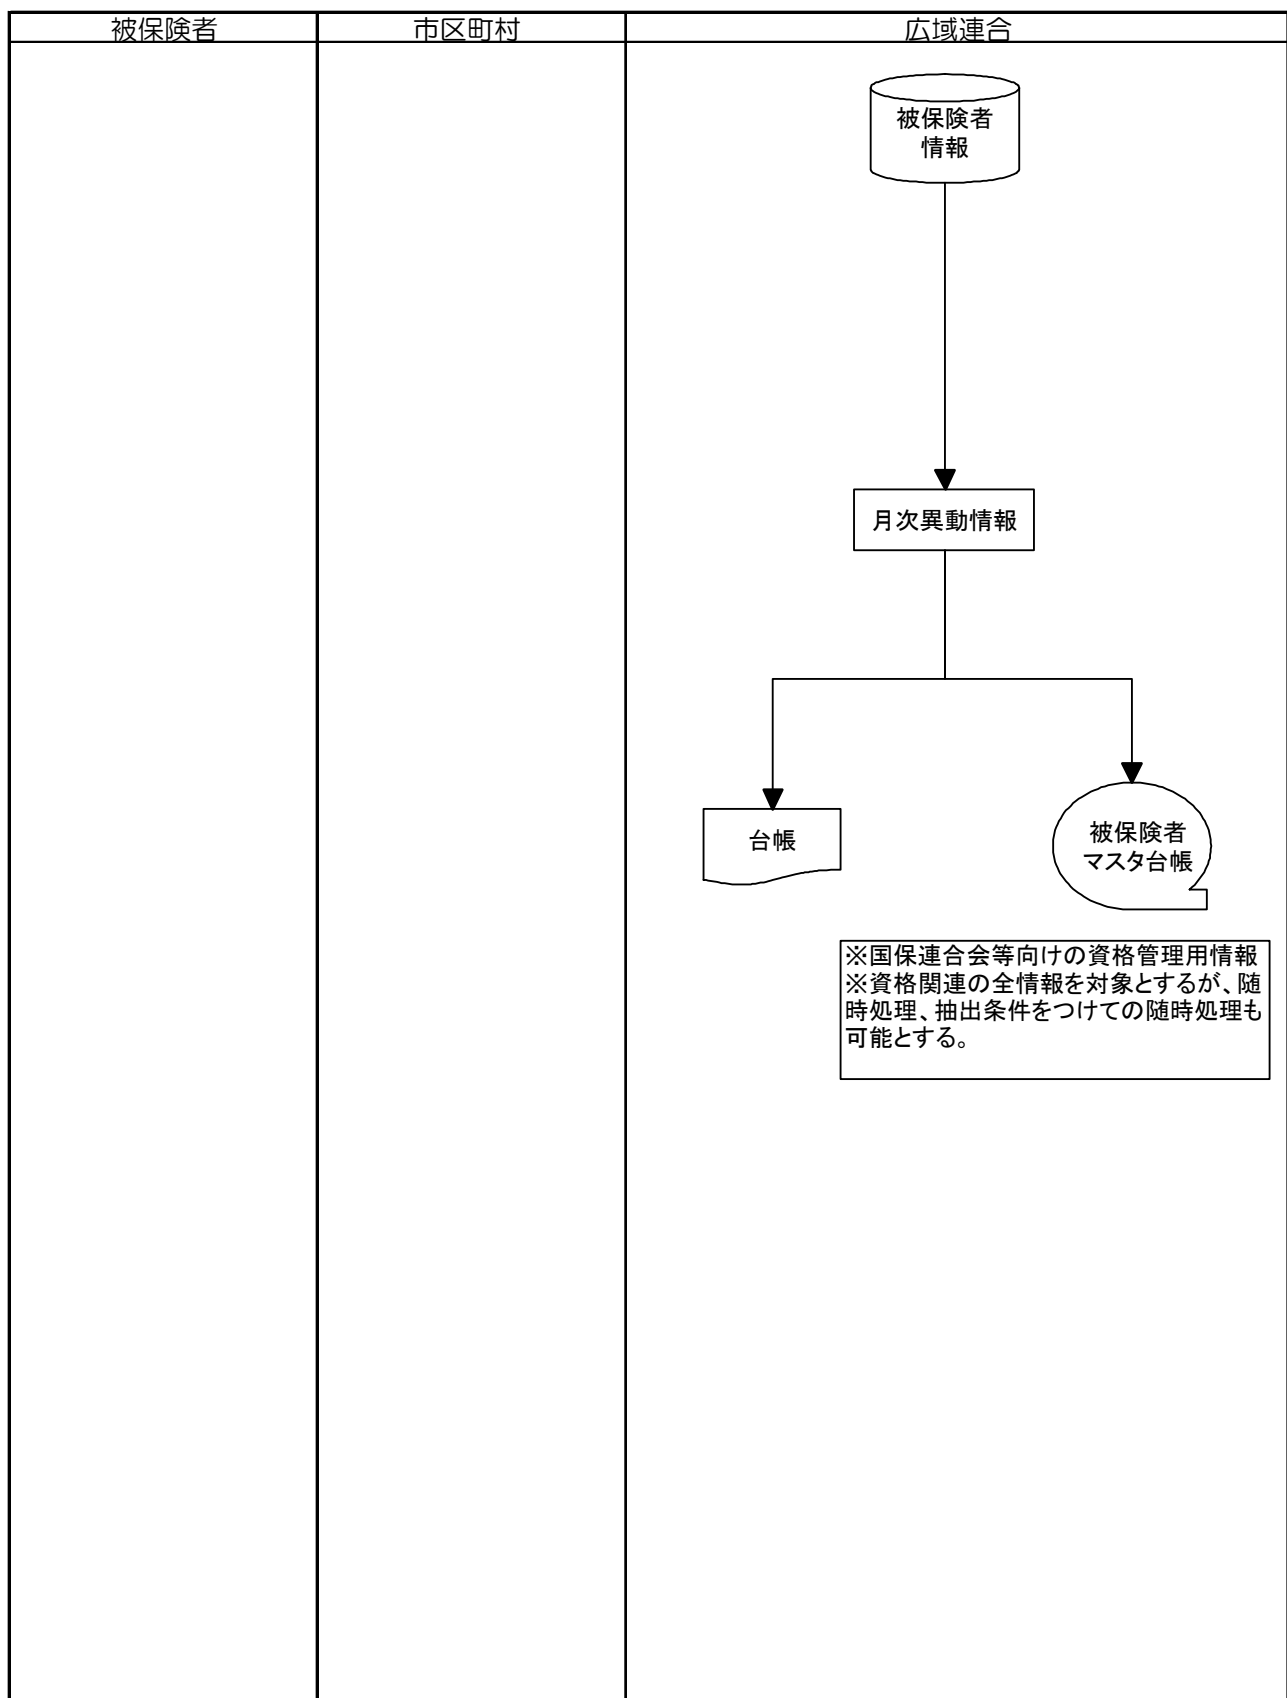 被保険者
市区町村
広域連合
被保険者
情報
月次異動情報
台帳
被保険者
マスタ台帳
※国保連合会等向けの資格管理用情報
※資格関連の全情報を対象とするが、随
時処理、抽出条件をつけての随時処理も
可能とする。